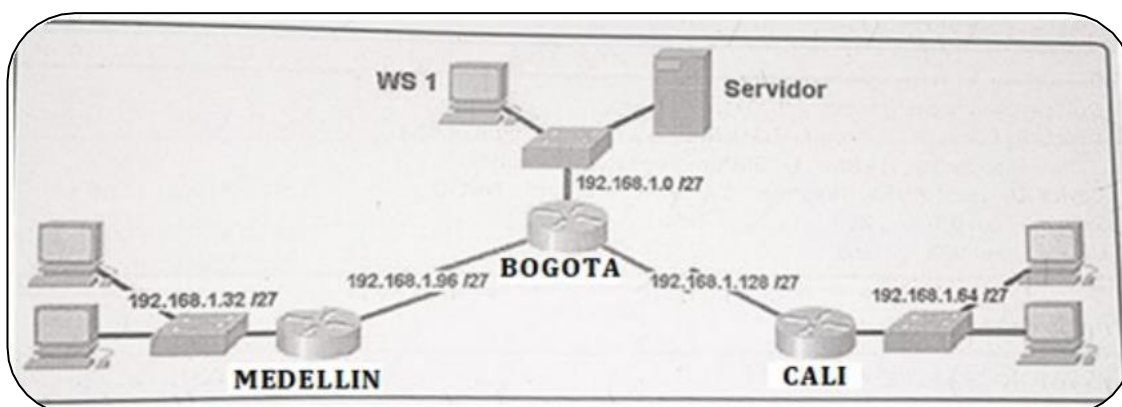 WS 1
Servidor
192.168.1.0 /27
BOGOTA
192.168.1.96 /27
192.168.1.128 /27
192.168.1.32 /27
192.168.1.64 /27
MEDELLIN
CALI